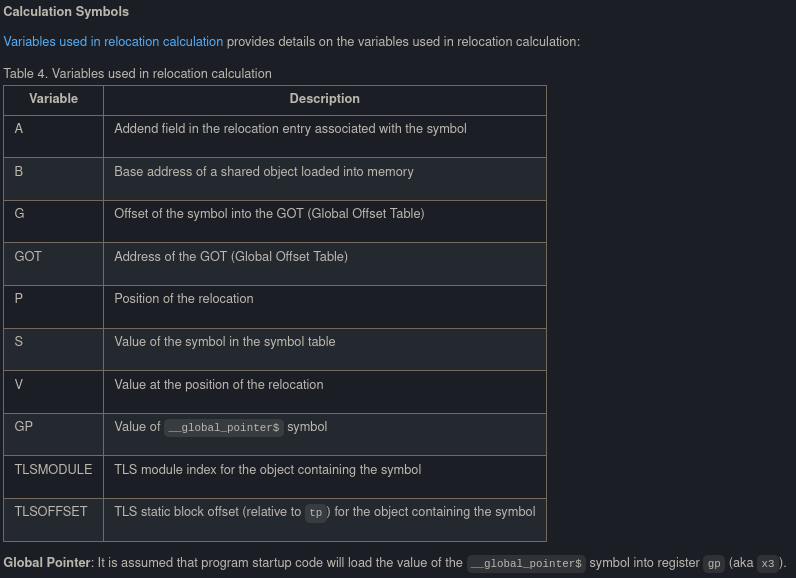 Calculation Symbols
Variables used in relocation calculation provides details on the variables used in relocation calculation:
Table 4. Variables used in relocation calculation
Variable Description
A Addend field in the relocation entry associated with the symbol
B Base address of a shared object loaded into memory
G Offset of the symbol into the GOT (Global Offset Table)
GOT Address of the GOT (Global Offset Table)
P Position of the relocation
S Value of the symbol in the symbol table
V Value at the position of the relocation
GP Value of __global_pointer$ symbol
TLSMODULE TLS module index for the object containing the symbol
TLSOFFSET TLS static block offset (relative to tp) for the object containing the symbol
Global Pointer: It is assumed that program startup code will load the value of the __global_pointer$ symbol into register gp (aka x3).